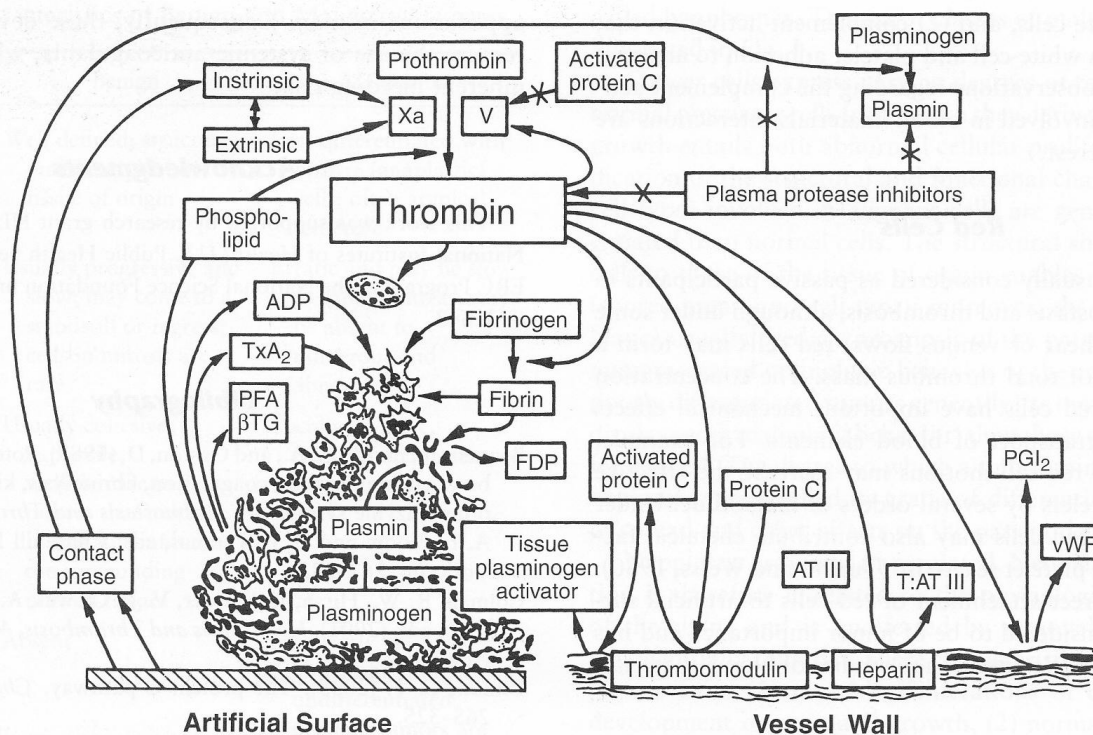 Plasminogen
Prothrombin
Activated
protein C
Instrinsic
Xa
V
Plasmin
Extrinsic
Thrombin
Plasma protease inhibitors
Phospho-
lipid
ADP
Fibrinogen
TxA2
PFA
βTG
Fibrin
FDP
Activated
protein C
Protein C
PGI2
Plasmin
Tissue
plasminogen
activator
vWF
Contact
phase
AT III
T:AT III
Plasminogen
Thrombomodulin
Heparin
Artificial Surface
Vessel Wall